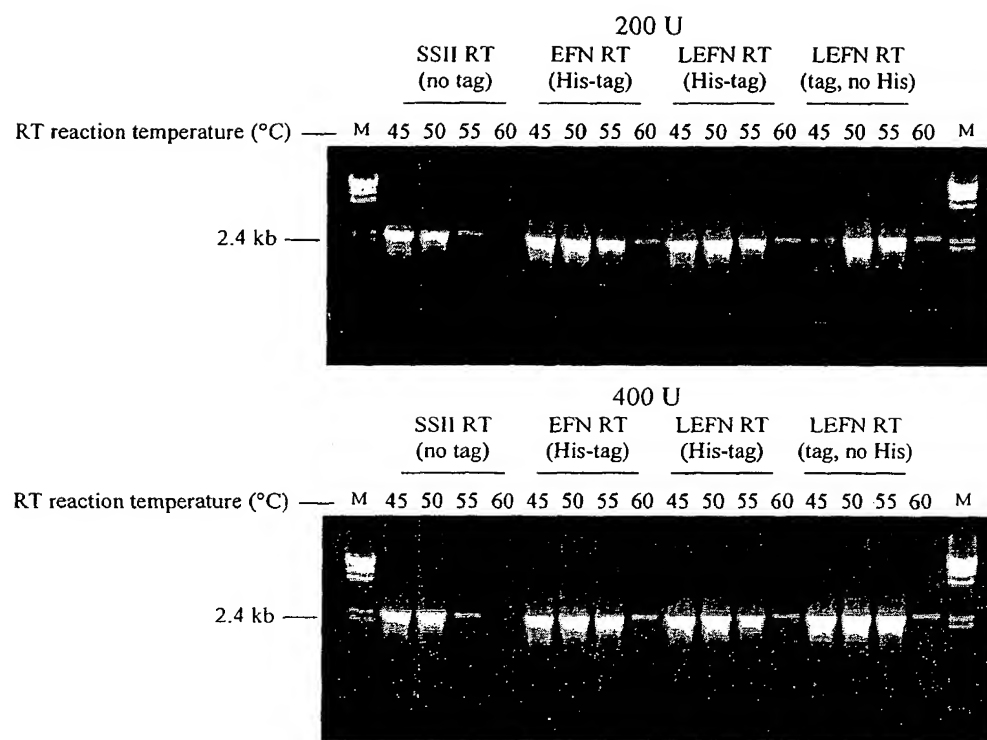 200 U
SSII RT EFN RT LEFN RT LEFN RT
(no tag) (His-tag) (His-tag) (tag, no His)
RT reaction temperature (°C) M 45 50 55 60 45 50 55 60 45 50 55 60 45 50 55 60 M
2.4 kb
400 U
SSII RT EFN RT LEFN RT LEFN RT
(no tag) (His-tag) (His-tag) (tag, no His)
RT reaction temperature (°C) M 45 50 55 60 45 50 55 60 45 50 55 60 45 50 55 60 M
2.4 kb